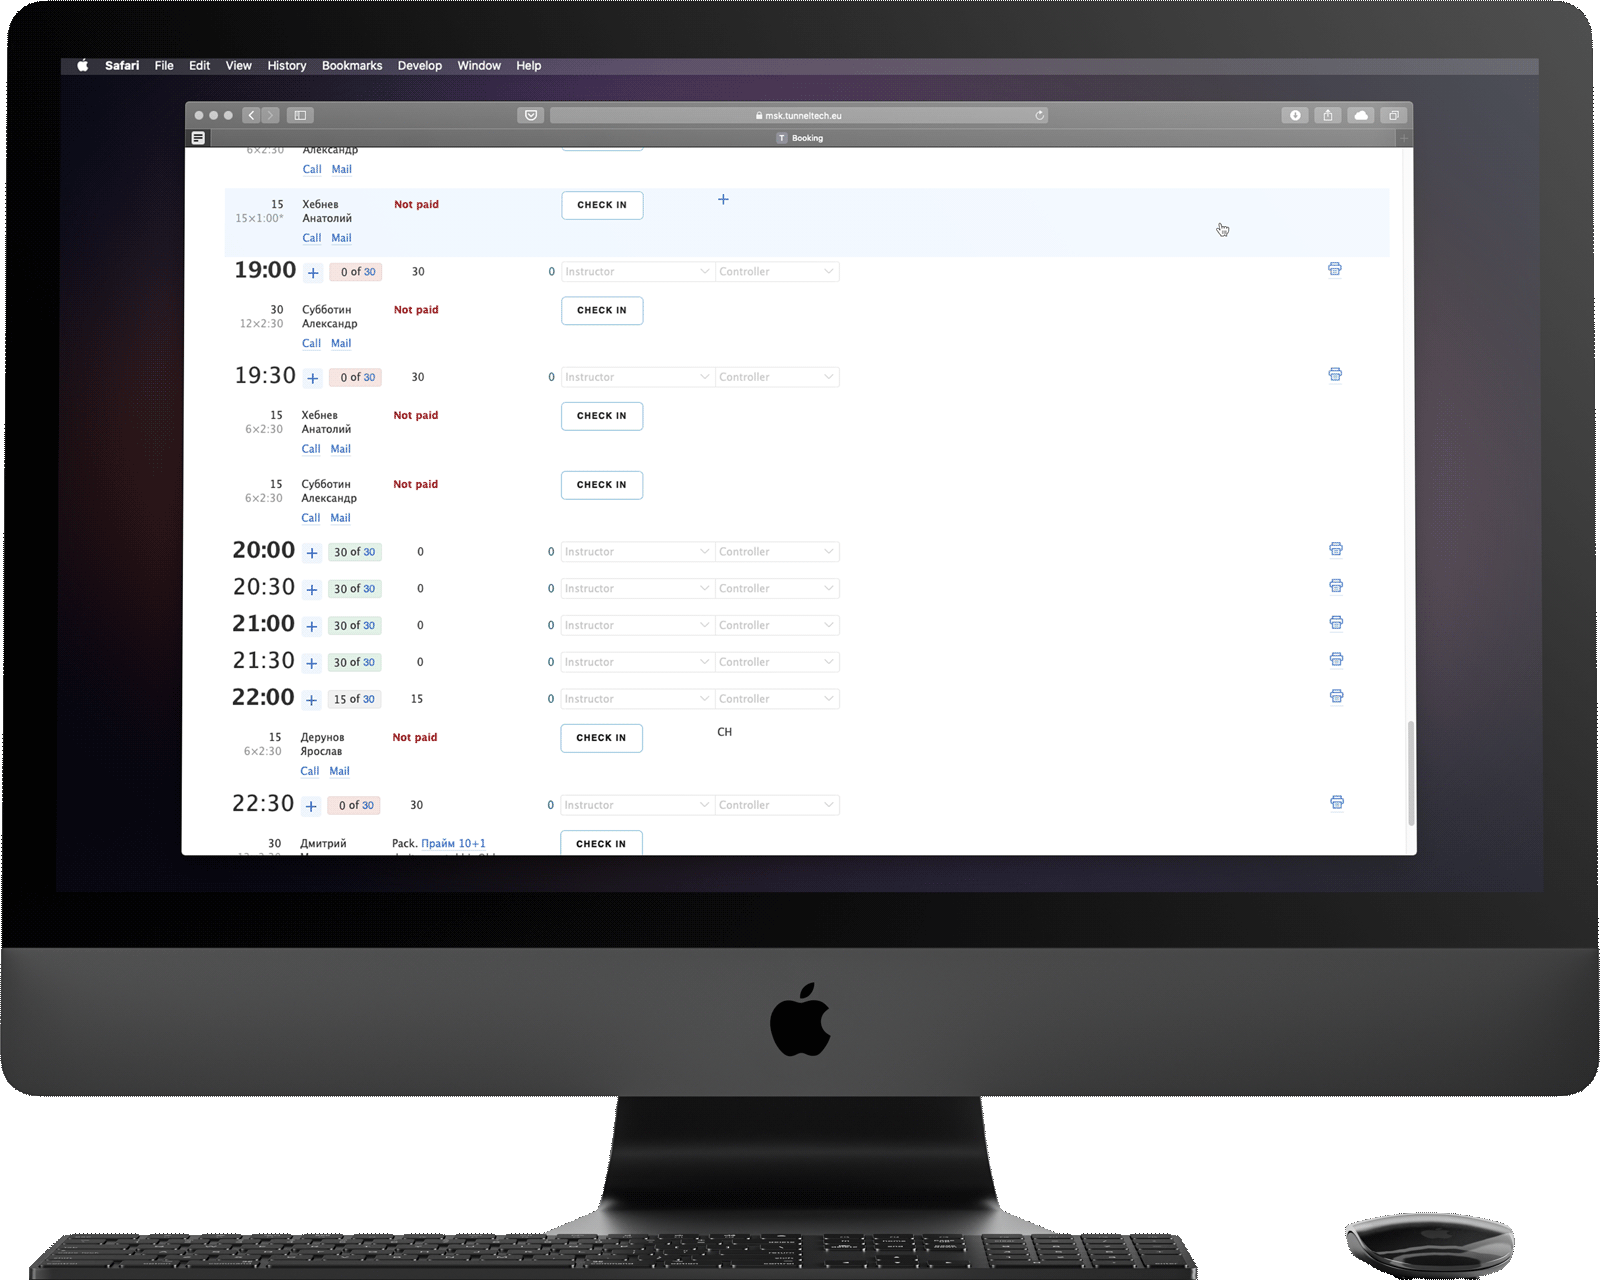 Safari File Edit View History Bookmarks Develop Window Help
msk.tunneltech.eu
T Booking
6×2:30 Александр
Call Mail
15 Хебнев Not paid CHECK IN +
15×1:00* Анатолий
Call Mail
19:00 + 0 of 30 30 0 Instructor Controller
30 Субботин Not paid CHECK IN
12×2:30 Александр
Call Mail
19:30 + 0 of 30 30 0 Instructor Controller
15 Хебнев Not paid CHECK IN
6×2:30 Анатолий
Call Mail
15 Субботин Not paid CHECK IN
6×2:30 Александр
Call Mail
20:00 + 30 of 30 0 0 Instructor Controller
20:30 + 30 of 30 0 0 Instructor Controller
21:00 + 30 of 30 0 0 Instructor Controller
21:30 + 30 of 30 0 0 Instructor Controller
22:00 + 15 of 30 15 0 Instructor Controller
15 Дерунов Not paid CHECK IN CH
6×2:30 Ярослав
Call Mail
22:30 + 0 of 30 30 0 Instructor Controller
30 Дмитрий Pack. Прайм 10+1 CHECK IN